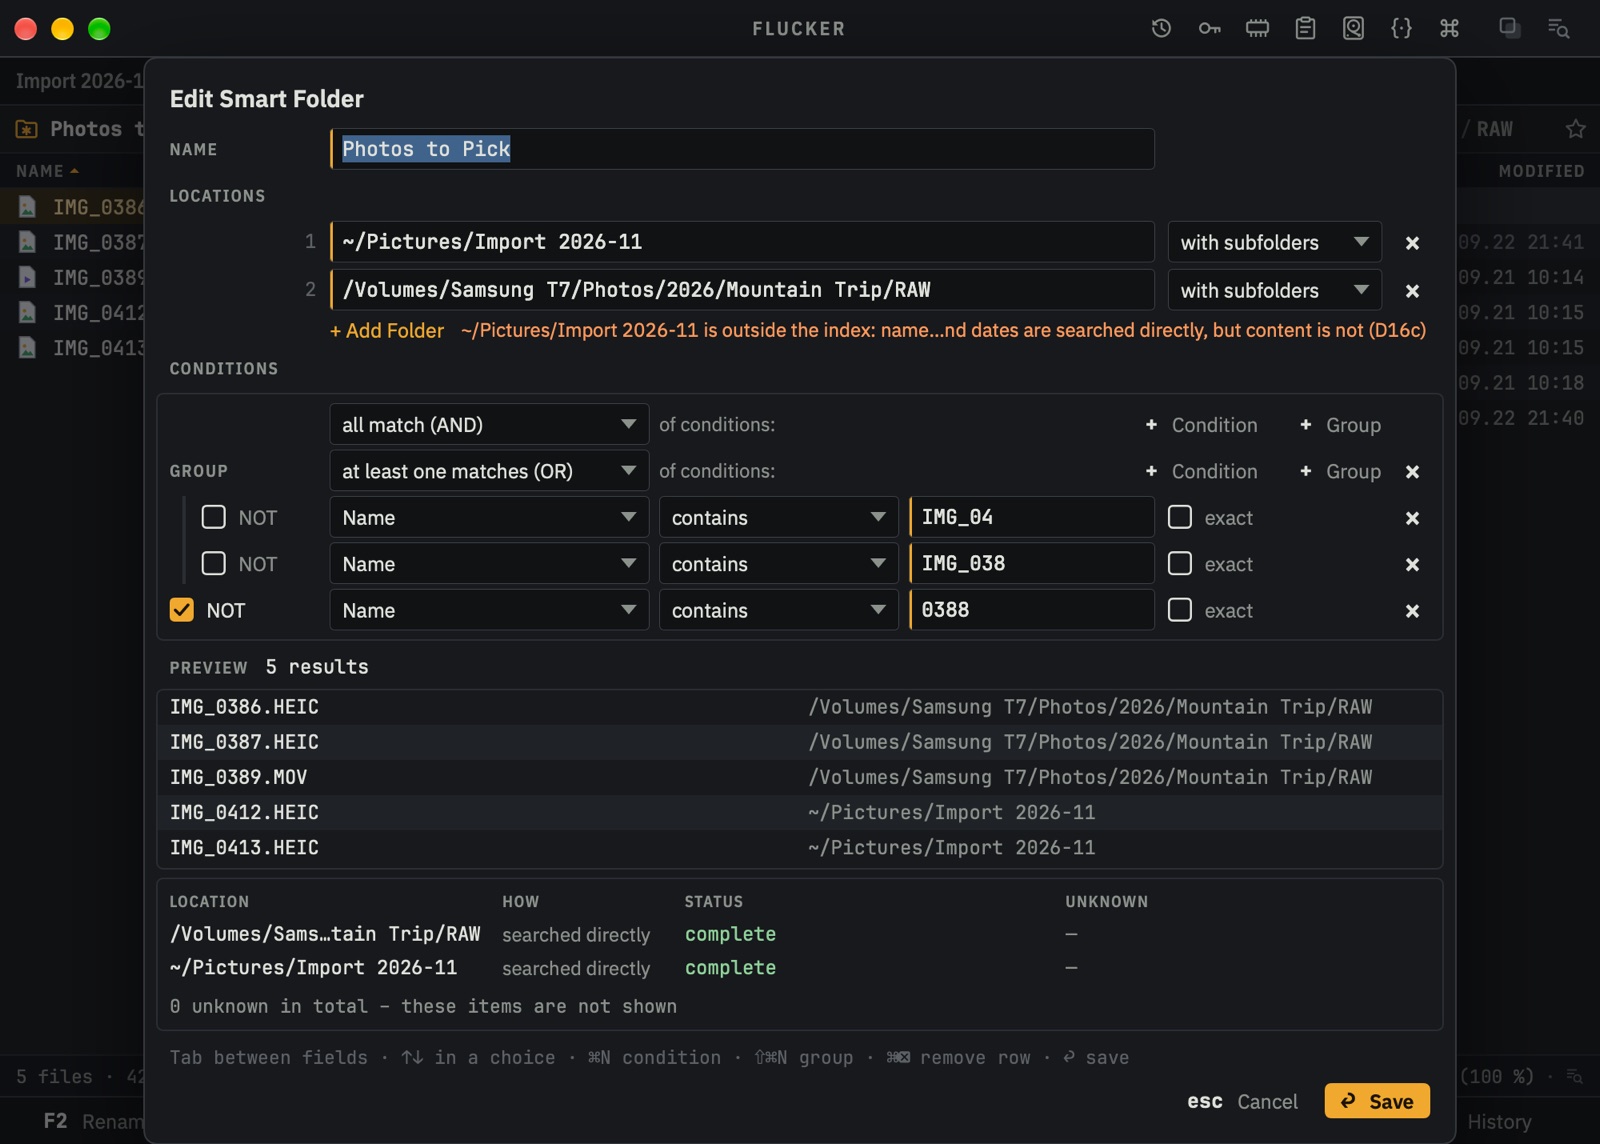 FLUCKER
Import 2026-1
Photos t
/ RAW
NAME
MODIFIED
IMG_0386
IMG_0387
09.22 21:41
IMG_0389
09.21 10:14
IMG_0412
09.21 10:15
IMG_0413
09.21 10:15
09.21 10:18
09.22 21:40
Edit Smart Folder
NAME Photos to Pick
LOCATIONS
1 ~/Pictures/Import 2026-11 with subfolders
2 /Volumes/Samsung T7/Photos/2026/Mountain Trip/RAW with subfolders
+ Add Folder ~/Pictures/Import 2026-11 is outside the index: name…nd dates are searched directly, but content is not (D16c)
CONDITIONS
all match (AND) of conditions: + Condition + Group
GROUP at least one matches (OR) of conditions: + Condition + Group
NOT Name contains IMG_04 exact
NOT Name contains IMG_038 exact
NOT Name contains 0388 exact
PREVIEW 5 results
IMG_0386.HEIC /Volumes/Samsung T7/Photos/2026/Mountain Trip/RAW
IMG_0387.HEIC /Volumes/Samsung T7/Photos/2026/Mountain Trip/RAW
IMG_0389.MOV /Volumes/Samsung T7/Photos/2026/Mountain Trip/RAW
IMG_0412.HEIC ~/Pictures/Import 2026-11
IMG_0413.HEIC ~/Pictures/Import 2026-11
LOCATION HOW STATUS UNKNOWN
/Volumes/Sams…tain Trip/RAW searched directly complete —
~/Pictures/Import 2026-11 searched directly complete —
0 unknown in total – these items are not shown
Tab between fields · ↑↓ in a choice · ⌘N condition · ⇧⌘N group · ⌘⌫ remove row · ⏎ save
esc Cancel ⏎ Save
5 files · 42
(100 %) ·
F2 Renam
History